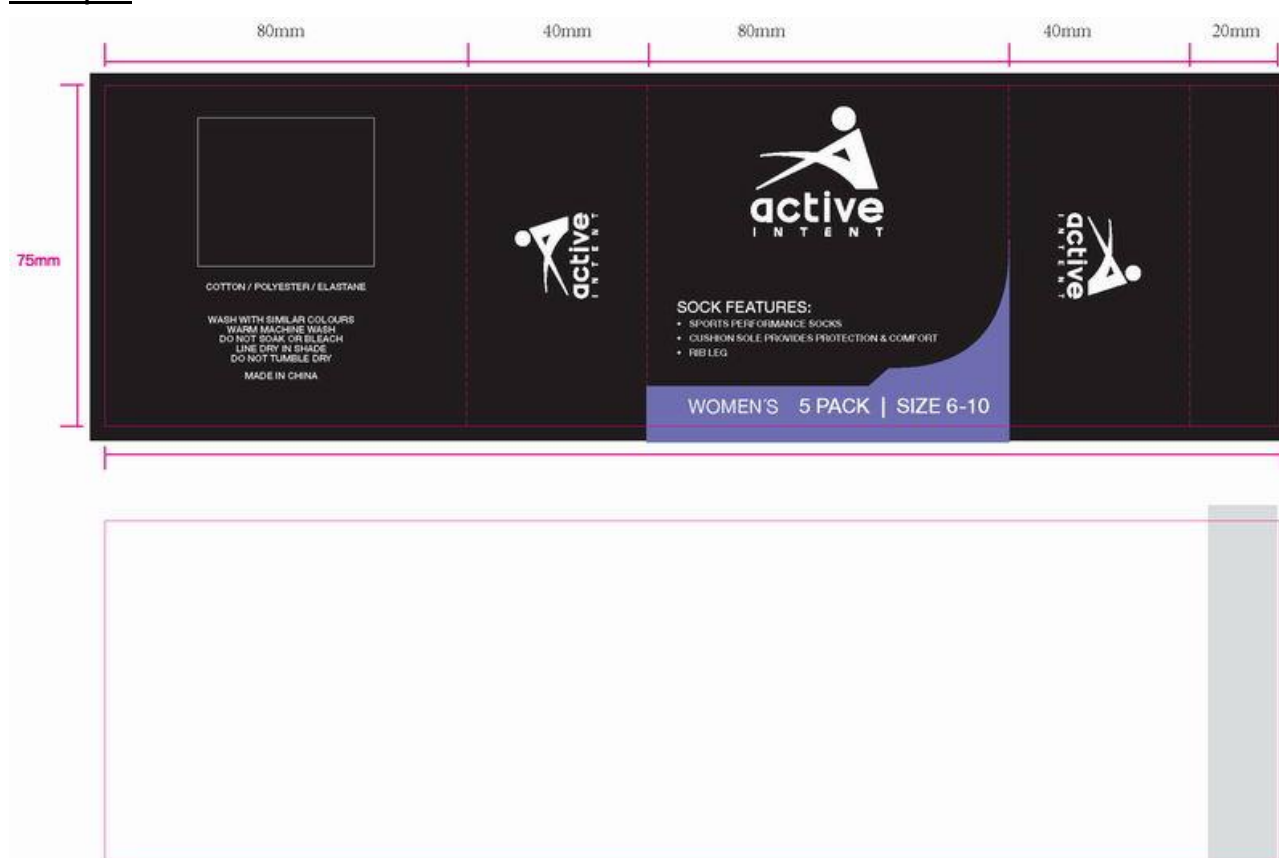 80mm 40mm 80mm 40mm 20mm
75mm
COTTON / POLYESTER / ELASTANE
WASH WITH SIMILAR COLOURS
WARM MACHINE WASH
DO NOT SOAK OR BLEACH
LINE DRY IN SHADE
DO NOT TUMBLE DRY
MADE IN CHINA
active
INTENT
active
INTENT
SOCK FEATURES:
• SPORTS PERFORMANCE SOCKS
• CUSHION SOLE PROVIDES PROTECTION & COMFORT
• RIB LEG
WOMEN'S 5 PACK | SIZE 6-10
active
INTENT